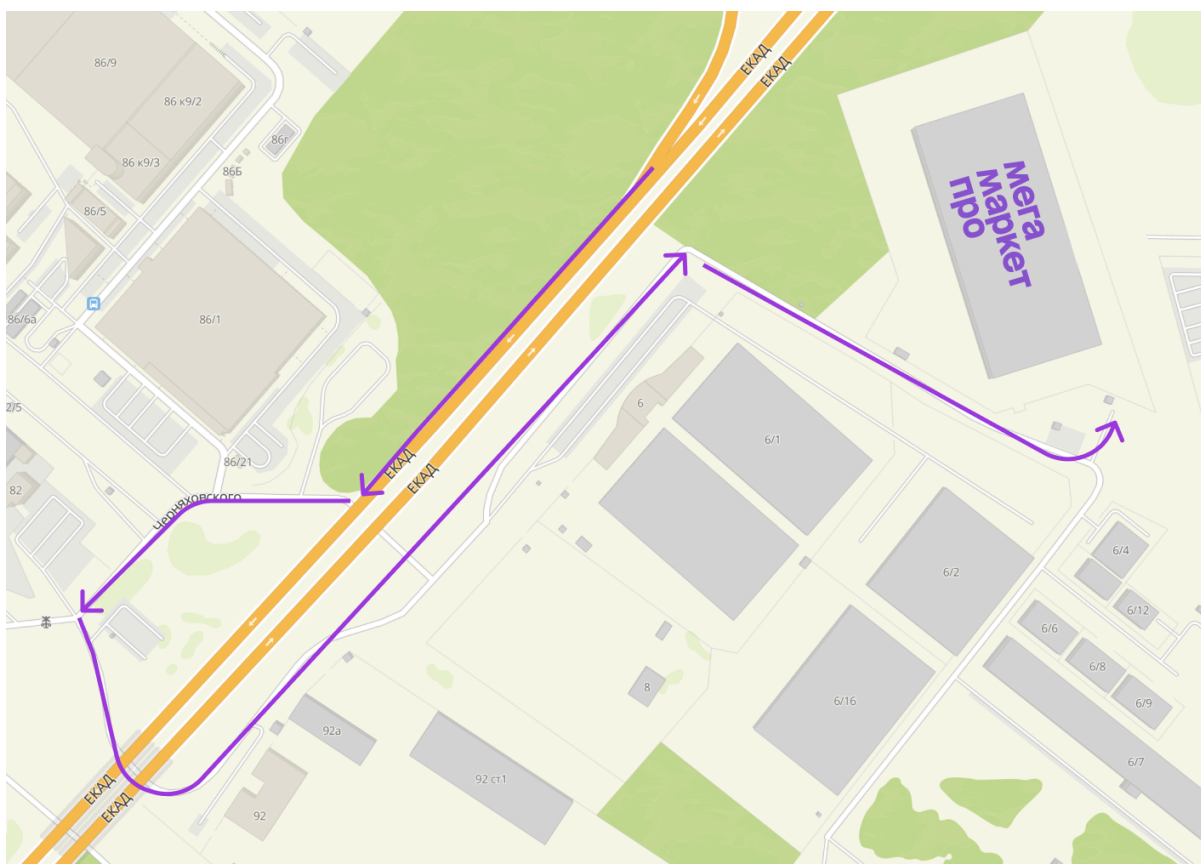 86/9
86 к9/2
86г
86 к9/3
86Б
86/5
86/6а
86/1
2/5
86/21
82
Черняховского
ЕКАД
ЕКАД
мега
маркет
про
6
6/1
ЕКАД
ЕКАД
6/2
6/4
6/12
6/6
6/8
6/9
6/7
6/16
8
92а
92 ст1
92
ЕКАД
ЕКАД